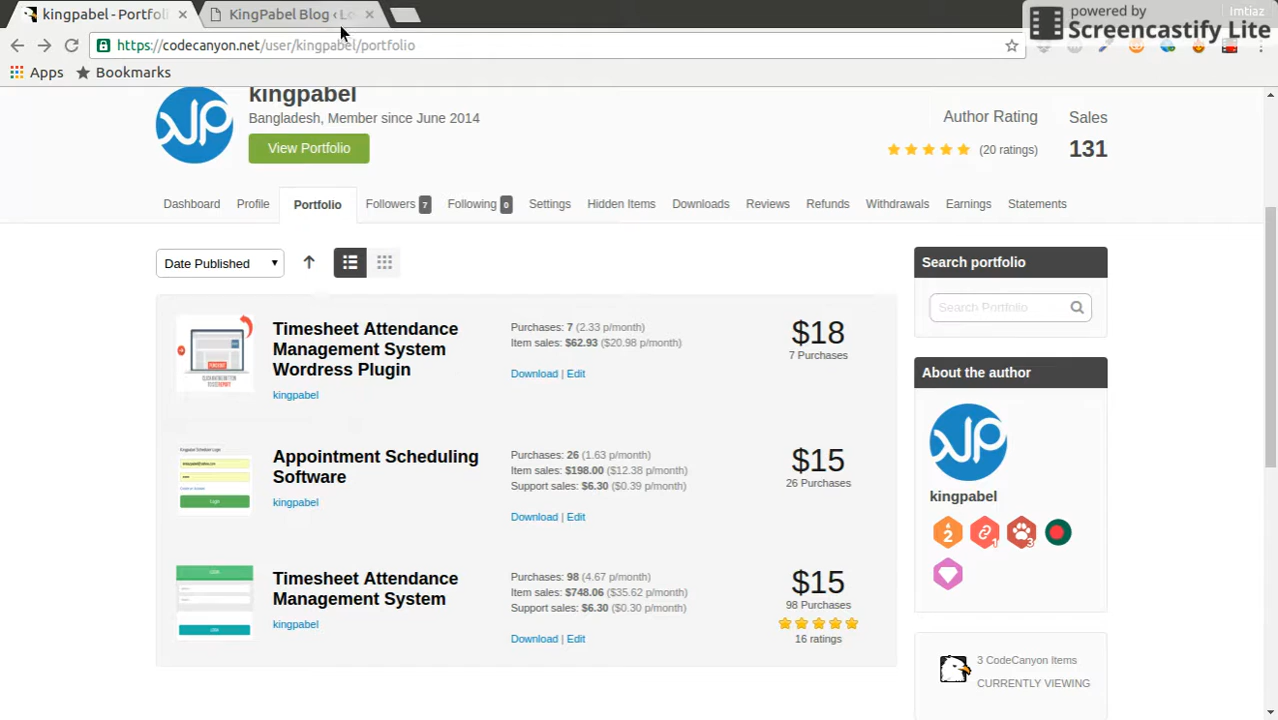 kingpabel - Portfoli
KingPabel Blog ‹ Lo
powered by
Screencastify Lite
Imtiaz
https://codecanyon.net/user/kingpabel/portfolio
Apps
Bookmarks
kingpabel
Bangladesh, Member since June 2014
View Portfolio
Author Rating
(20 ratings)
Sales
131
Dashboard
Profile
Portfolio
Followers 7
Following 0
Settings
Hidden Items
Downloads
Reviews
Refunds
Withdrawals
Earnings
Statements
Date Published
Timesheet Attendance
Management System
Wordress Plugin
kingpabel
Purchases: 7 (2.33 p/month)
Item sales: $62.93 ($20.98 p/month)
Download | Edit
$18
7 Purchases
Appointment Scheduling
Software
kingpabel
Purchases: 26 (1.63 p/month)
Item sales: $198.00 ($12.38 p/month)
Support sales: $6.30 ($0.39 p/month)
Download | Edit
$15
26 Purchases
Timesheet Attendance
Management System
kingpabel
Purchases: 98 (4.67 p/month)
Item sales: $748.06 ($35.62 p/month)
Support sales: $6.30 ($0.30 p/month)
Download | Edit
$15
98 Purchases
16 ratings
Search portfolio
Search Portfolio
About the author
kingpabel
2
1
3
3 CodeCanyon Items
CURRENTLY VIEWING